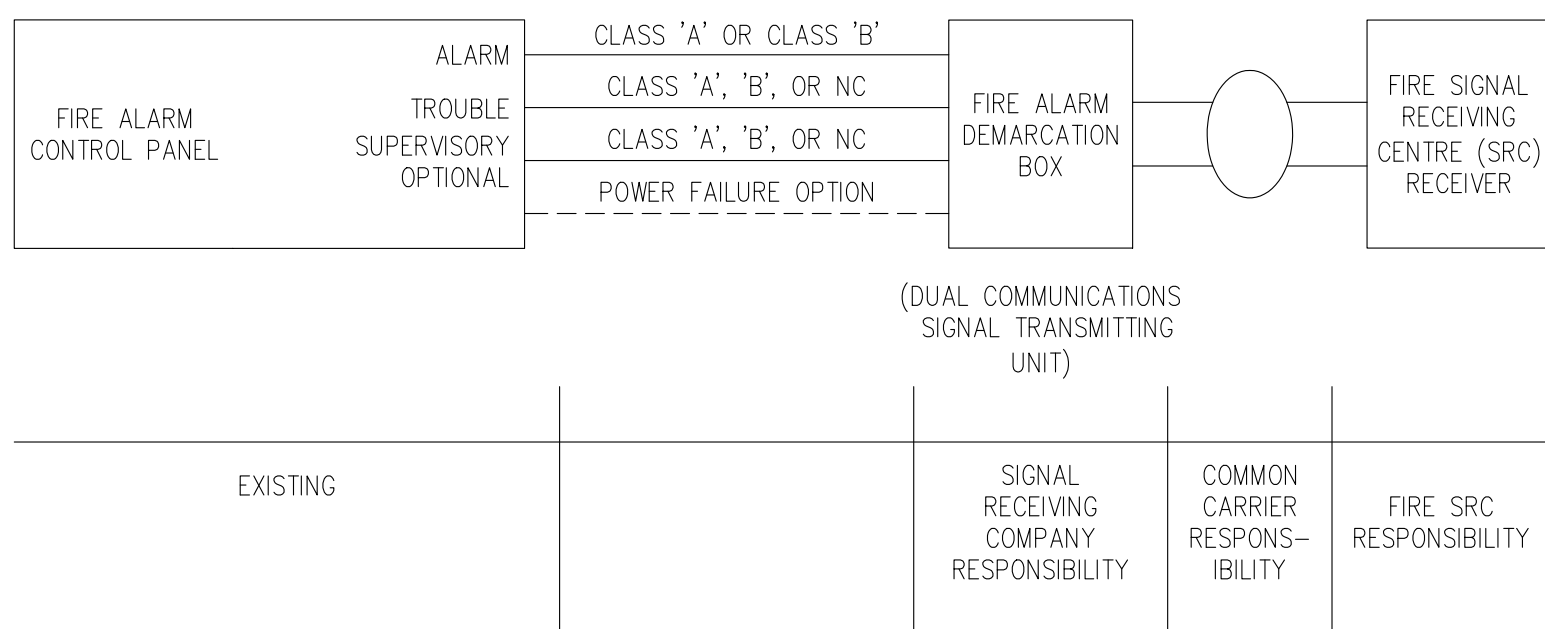 FIRE ALARM
CONTROL PANEL
ALARM
TROUBLE
SUPERVISORY
OPTIONAL
CLASS 'A' OR CLASS 'B'
CLASS 'A', 'B', OR NC
CLASS 'A', 'B', OR NC
POWER FAILURE OPTION
FIRE ALARM
DEMARCATION
BOX
FIRE SIGNAL
RECEIVING
CENTRE (SRC)
RECEIVER
(DUAL COMMUNICATIONS
SIGNAL TRANSMITTING
UNIT)
EXISTING
SIGNAL
RECEIVING
COMPANY
RESPONSIBILITY
COMMON
CARRIER
RESPONS-
IBILITY
FIRE SRC
RESPONSIBILITY